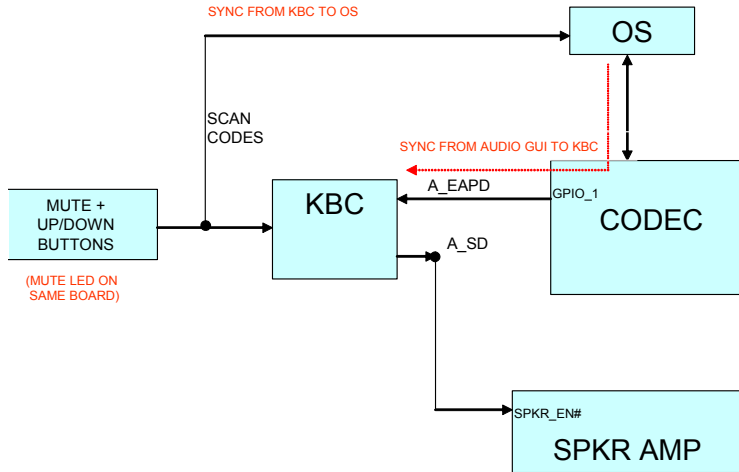 SYNC FROM KBC TO OS
OS
SCAN
CODES
SYNC FROM AUDIO GUI TO KBC
A_EAPD
GPIO_1
KBC
CODEC
MUTE +
UP/DOWN
BUTTONS
A_SD
(MUTE LED ON
SAME BOARD)
SPKR_EN#
SPKR AMP